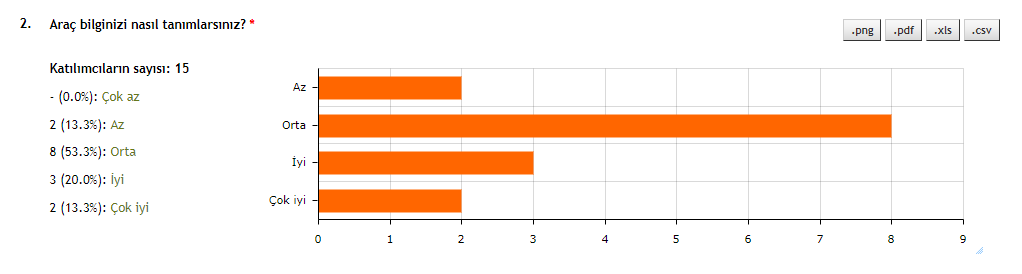 2. Araç bilginizi nasıl tanımlarsınız? *
.png .pdf .xls .csv
Katılımcıların sayısı: 15
- (0.0%): Çok az
2 (13.3%): Az
8 (53.3%): Orta
3 (20.0%): İyi
2 (13.3%): Çok iyi
Az
Orta
İyi
Çok iyi
0 1 2 3 4 5 6 7 8 9